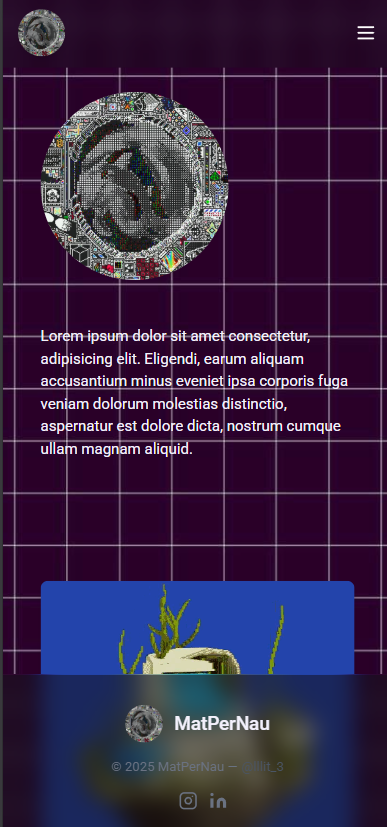 Lorem ipsum dolor sit amet consectetur,
adipisicing elit. Eligendi, earum aliquam
accusantium minus eveniet ipsa corporis fuga
veniam dolorum molestias distinctio,
aspernatur est dolore dicta, nostrum cumque
ullam magnam aliquid.
MatPerNau
© 2025 MatPerNau —